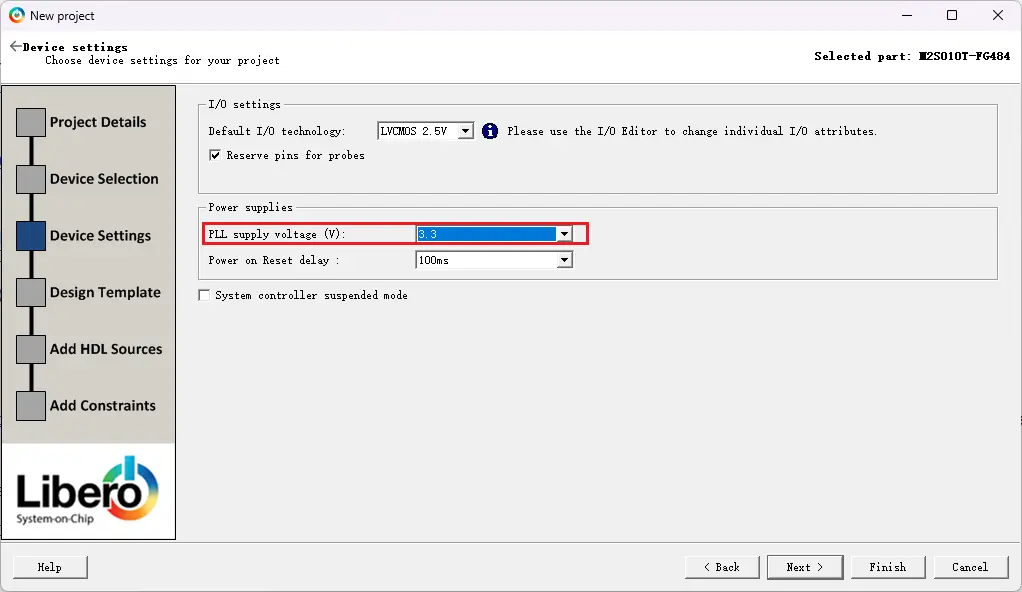 New project
Device settings
Choose device settings for your project
Selected part: M2S010T-FG484
Project Details
Device Selection
Device Settings
Design Template
Add HDL Sources
Add Constraints
Libero
System-on-Chip
I/O settings
Default I/O technology: LVCMOS 2.5V Please use the I/O Editor to change individual I/O attributes.
Reserve pins for probes
Power supplies
PLL supply voltage (V): 3.3
Power on Reset delay : 100ms
System controller suspended mode
Help < Back Next > Finish Cancel